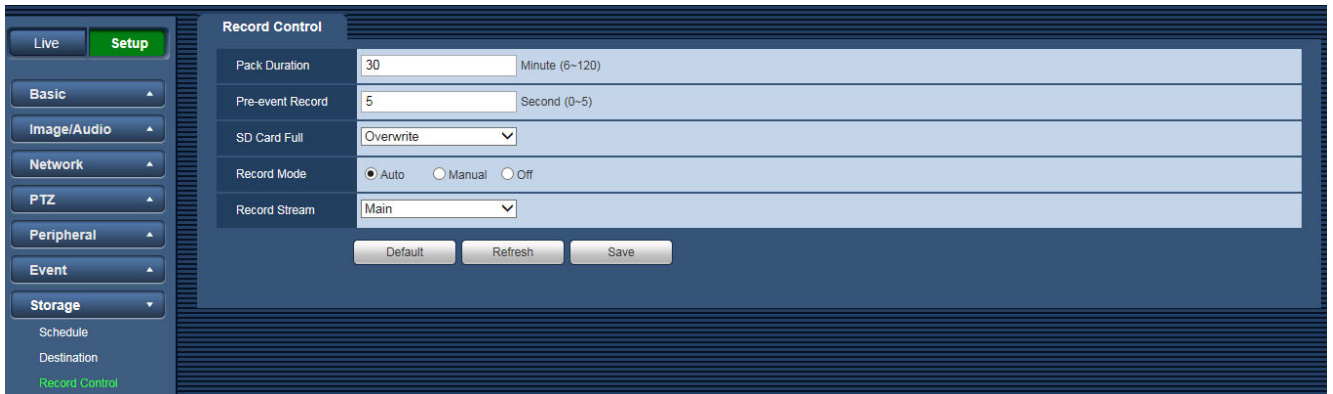 Live Setup
Basic
Image/Audio
Network
PTZ
Peripheral
Event
Storage
Schedule
Destination
Record Control
Record Control
Pack Duration 30 Minute (6~120)
Pre-event Record 5 Second (0~5)
SD Card Full Overwrite
Record Mode Auto Manual Off
Record Stream Main
Default Refresh Save